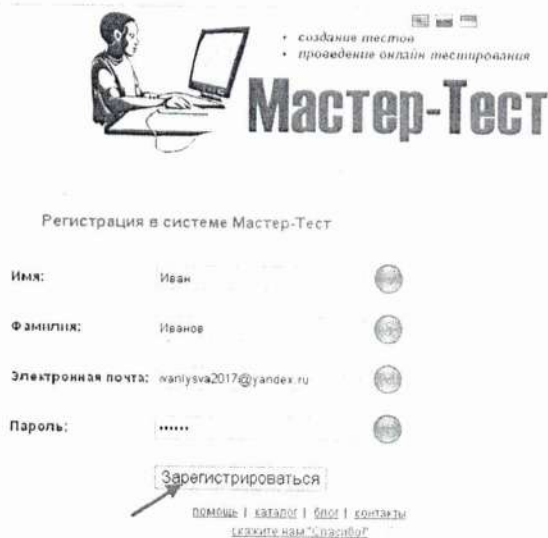 • создание тестов
• проведение онлайн тестирования
Мастер-Тест
Регистрация в системе Мастер-Тест
Имя: Иван
Фамилия: Иванов
Электронная почта: vanlysva2017@yandex.ru
Пароль: ••••••
Зарегистрироваться
помощь | каталог | блог | контакты
скажите нам "Спасибо!"